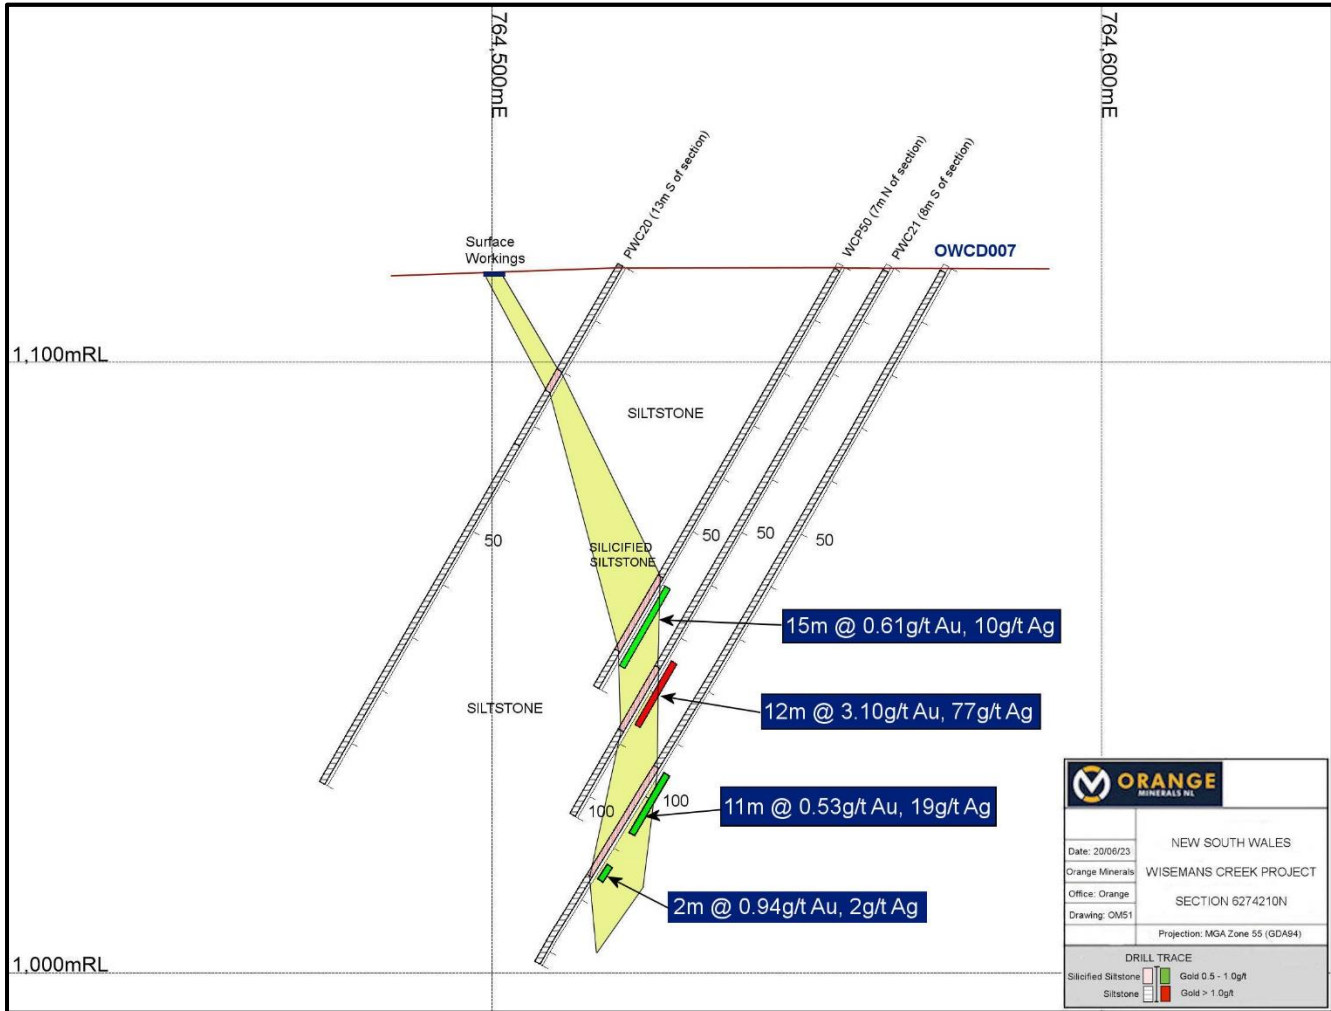 764,500mE
764,600mE
PWC20 (13m S of section)
WCP50 (7m N of section)
PWC21 (8m S of section)
OWCD007
Surface
Workings
1,100mRL
SILTSTONE
50
SILICIFIED
SILTSTONE
50
50
50
15m @ 0.61g/t Au, 10g/t Ag
SILTSTONE
12m @ 3.10g/t Au, 77g/t Ag
100
100
11m @ 0.53g/t Au, 19g/t Ag
2m @ 0.94g/t Au, 2g/t Ag
1,000mRL
ORANGE
MINERALS NL
Date: 20/06/23
Orange Minerals
Office: Orange
Drawing: OM51
NEW SOUTH WALES
WISEMANS CREEK PROJECT
SECTION 6274210N
Projection: MGA Zone 55 (GDA94)
DRILL TRACE
Silicified Siltstone
Gold 0.5 - 1.0g/t
Siltstone
Gold > 1.0g/t